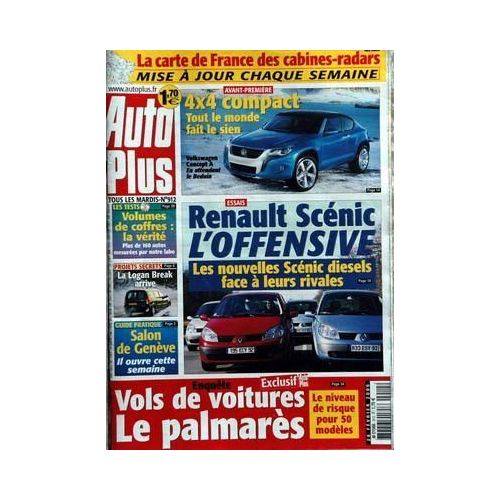 La carte de France des cabines-radars
MISE À JOUR CHAQUE SEMAINE
www.autoplus.fr
1,70
€
Auto
Plus
TOUS LES MARDIS-N°912
AVANT-PREMIÈRE
4x4 compact
Tout le monde
fait le sien
Volkswagen
Concept A
En attendant
le Beduin
LES TESTS
Volumes
de coffres :
la vérité
Plus de 160 autos
mesurées par notre labo
PROJETS SECRETS
La Logan Break
arrive
GUIDE PRATIQUE
Salon
de Genève
Il ouvre cette
semaine
ESSAIS
Renault Scénic
L'OFFENSIVE
Les nouvelles Scénic diesels
face à leurs rivales
Enquête
Exclusif
Vols de voitures
Le palmarès
Le niveau
de risque
pour 50
modèles